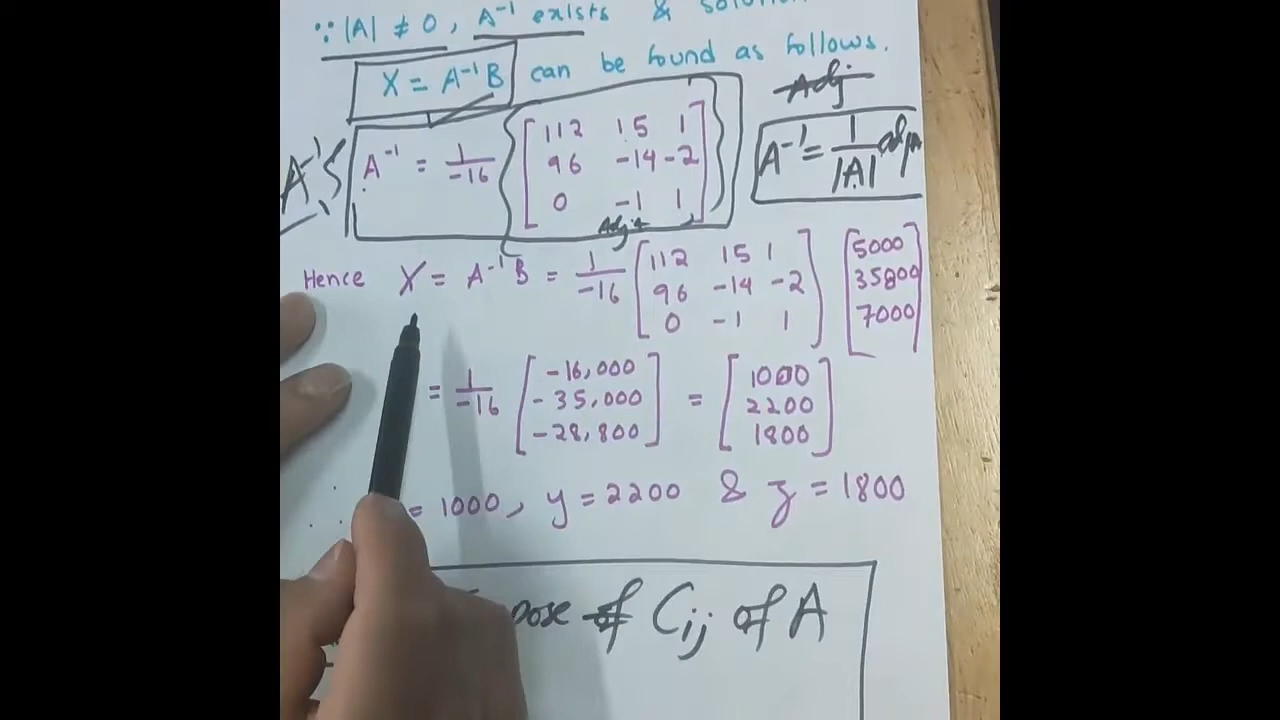 ∵ |A| ≠ 0, A⁻¹ exists & solution
X = A⁻¹B can be found as follows.
Adj
A⁻¹ = 1/-16 [112 15 1
96 -14 -2
0 -1 1]
A⁻¹ = 1/|A|
Adj
Hence X = A⁻¹B = 1/-16 [112 15 1
96 -14 -2
0 -1 1] [5000
35800
7000]
= 1/-16 [-16,000
-35,000
-28,800] = [1000
2200
1800]
= 1000, y = 2200 & z = 1800
pose of Cij of A